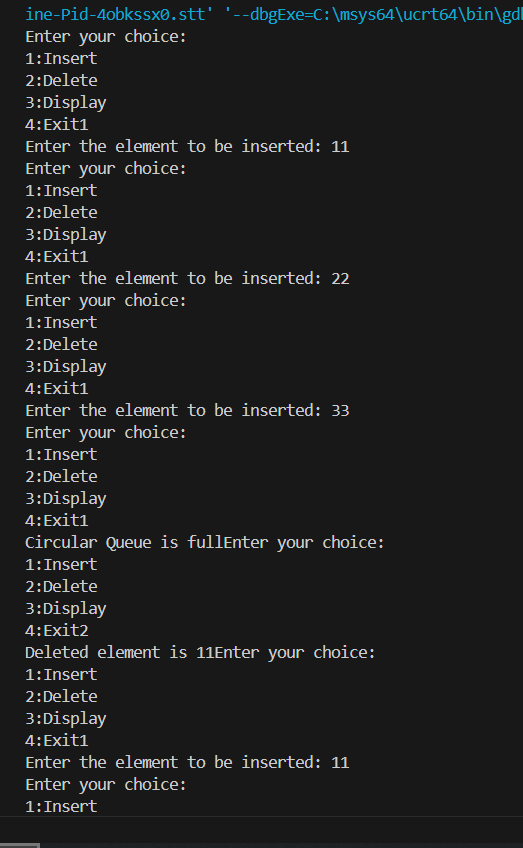 ine-Pid-4obkssx0.stt' '--dbgExe=C:\msys64\ucrt64\bin\gd
Enter your choice:
1:Insert
2:Delete
3:Display
4:Exit1
Enter the element to be inserted: 11
Enter your choice:
1:Insert
2:Delete
3:Display
4:Exit1
Enter the element to be inserted: 22
Enter your choice:
1:Insert
2:Delete
3:Display
4:Exit1
Enter the element to be inserted: 33
Enter your choice:
1:Insert
2:Delete
3:Display
4:Exit1
Circular Queue is fullEnter your choice:
1:Insert
2:Delete
3:Display
4:Exit2
Deleted element is 11Enter your choice:
1:Insert
2:Delete
3:Display
4:Exit1
Enter the element to be inserted: 11
Enter your choice:
1:Insert